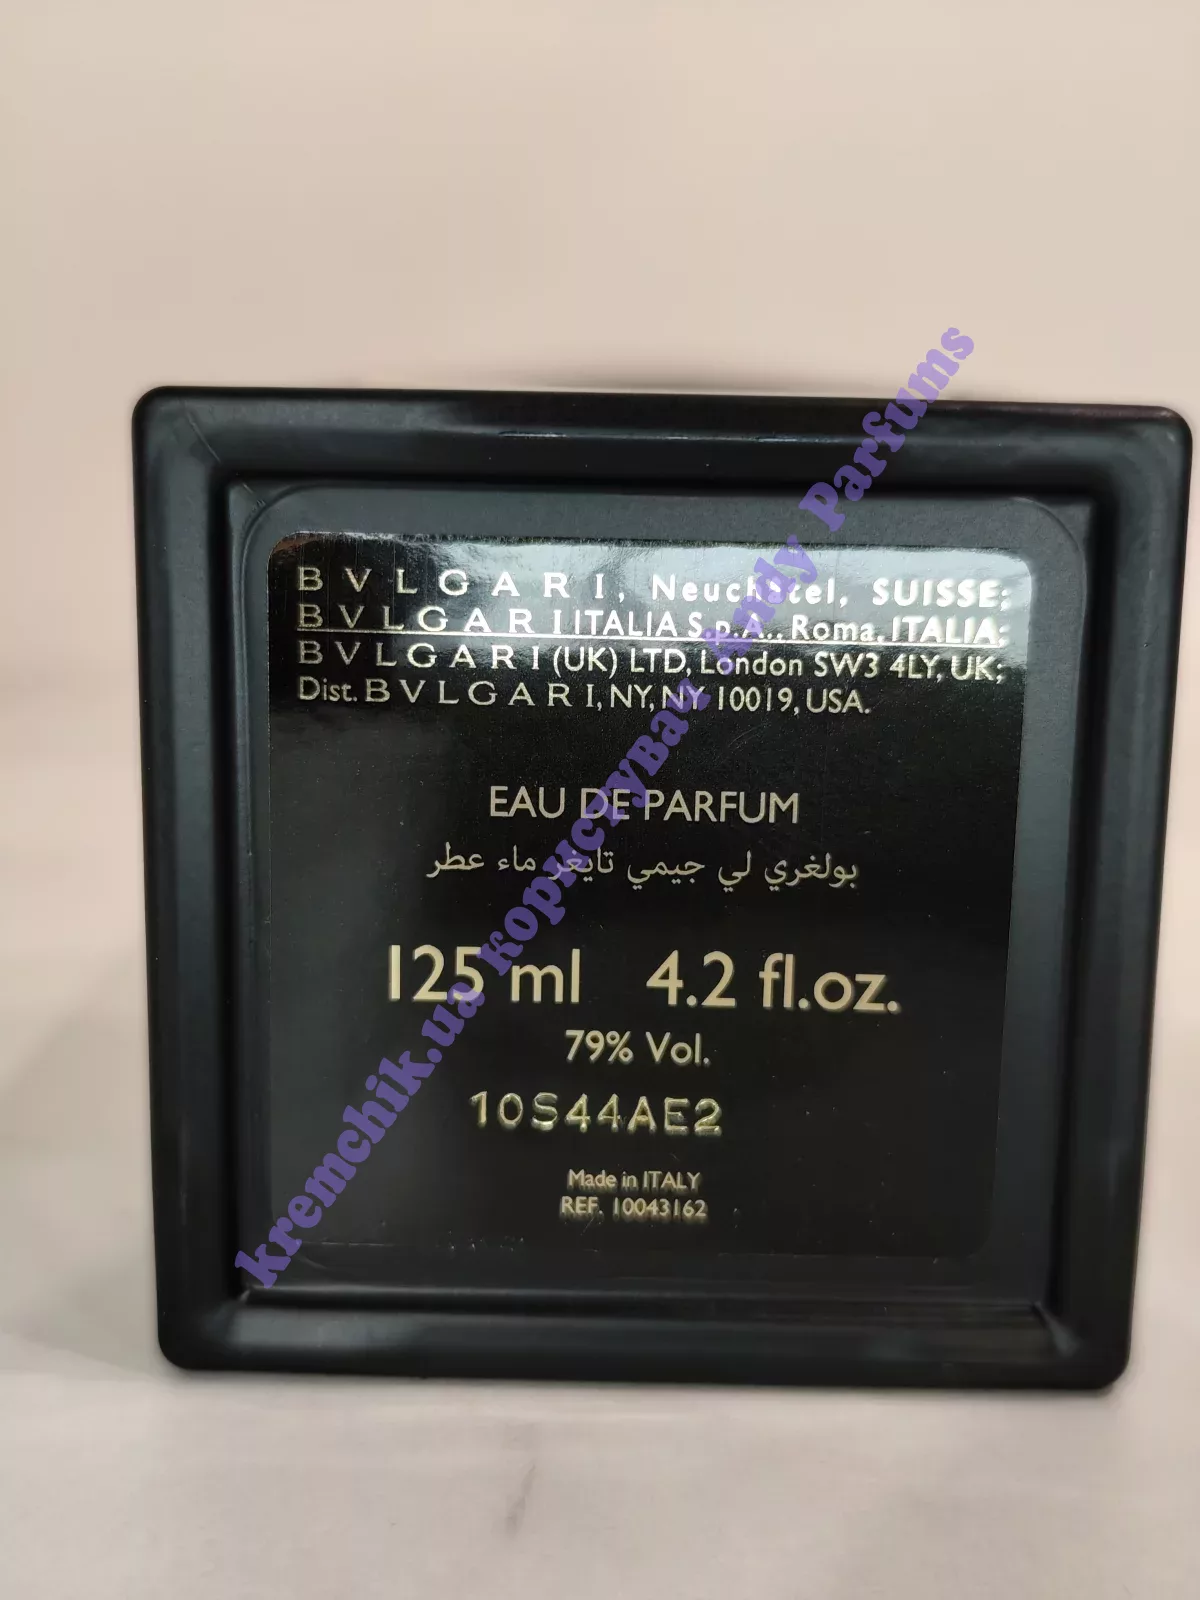 BVLGARI, Neuchatel, SUISSE;
BVLGARI ITALIA S.p.A., Roma, ITALIA;
BVLGARI (UK) LTD, London SW3 4LY, UK;
Dist. BVLGARI, NY, NY 10019, USA.
EAU DE PARFUM
بولغري لي جيمي تايغر ماء عطر
125 ml 4.2 fl.oz.
79% Vol.
10S44AE2
Made in ITALY
REF. 10043162
kremchik.ua користувач Andy Parfums